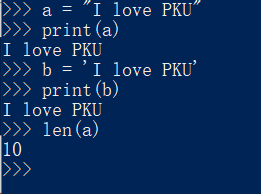 >>> a = "I love PKU"
>>> print(a)
I love PKU
>>> b = 'I love PKU'
>>> print(b)
I love PKU
>>> len(a)
10
>>>